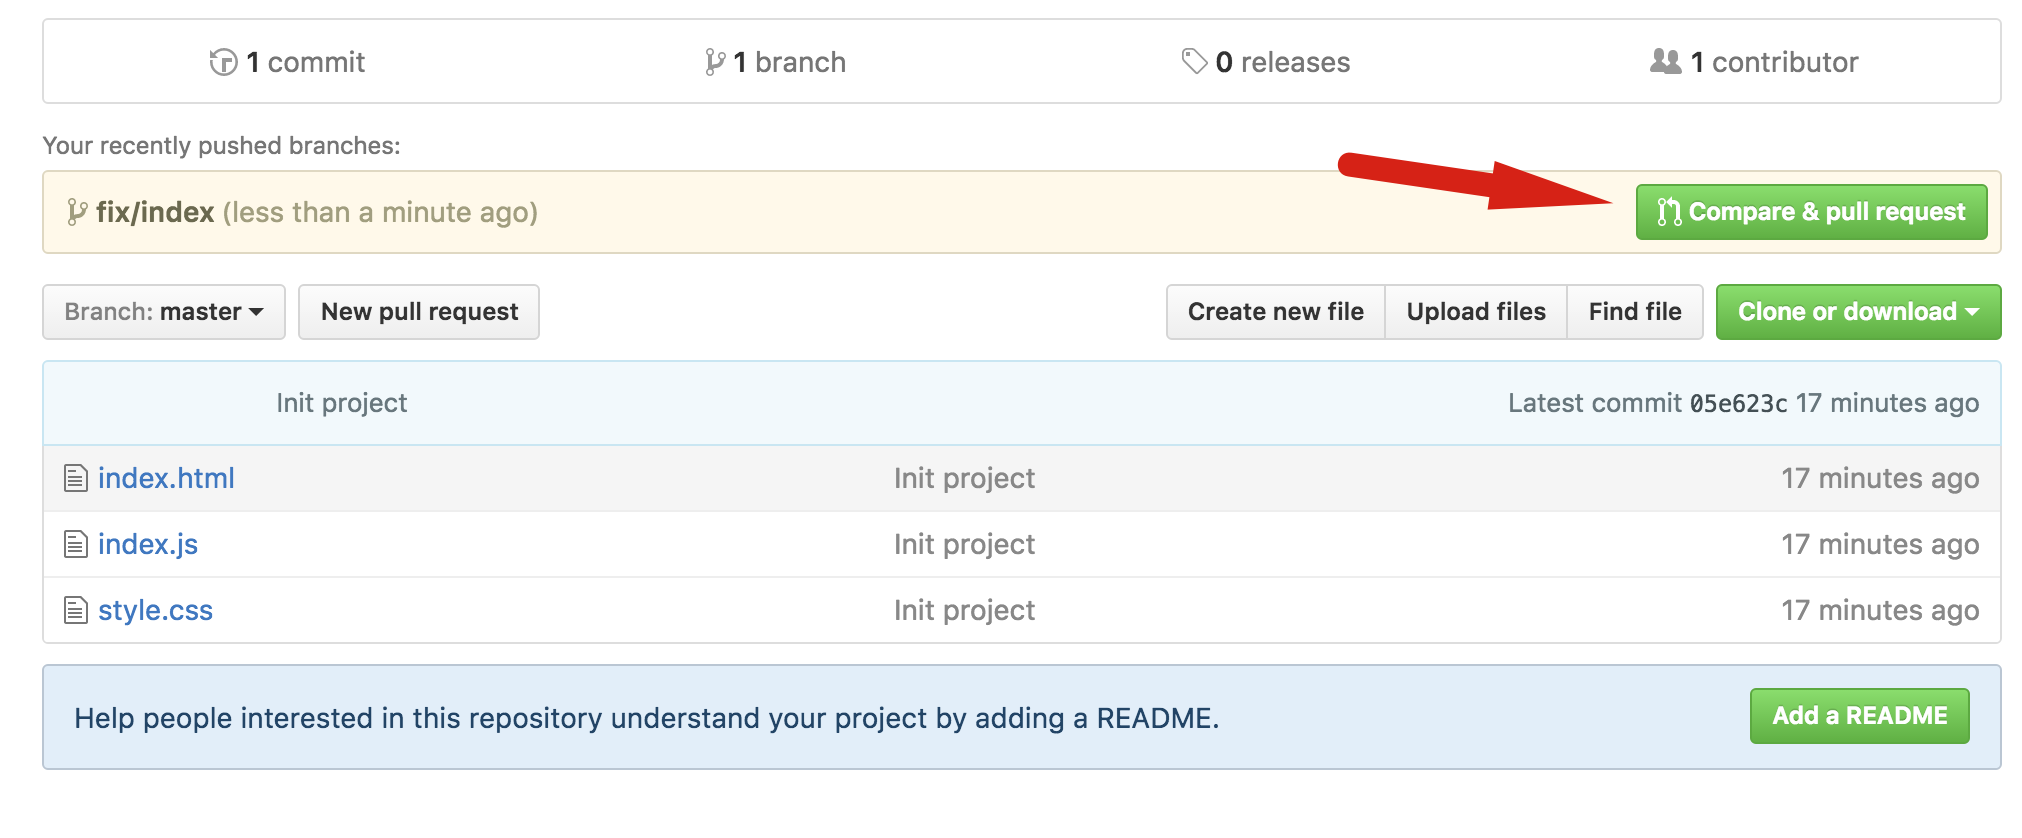 1 commit 1 branch 0 releases 1 contributor
Your recently pushed branches:
fix/index (less than a minute ago) Compare & pull request
Branch: master New pull request Create new file Upload files Find file Clone or download
Init project Latest commit 05e623c 17 minutes ago
index.html Init project 17 minutes ago
index.js Init project 17 minutes ago
style.css Init project 17 minutes ago
Help people interested in this repository understand your project by adding a README. Add a README